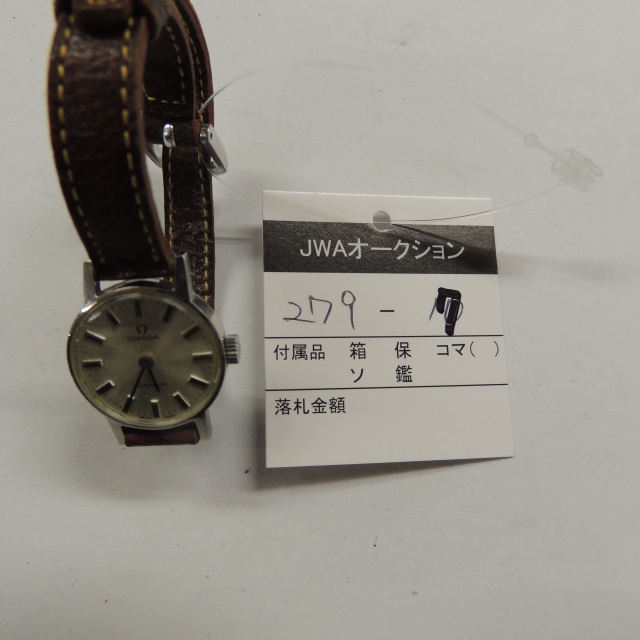 OMEGA
JWAオークション
279 -
付属品 箱 保 コマ( )
ソ 鑑
落札金額